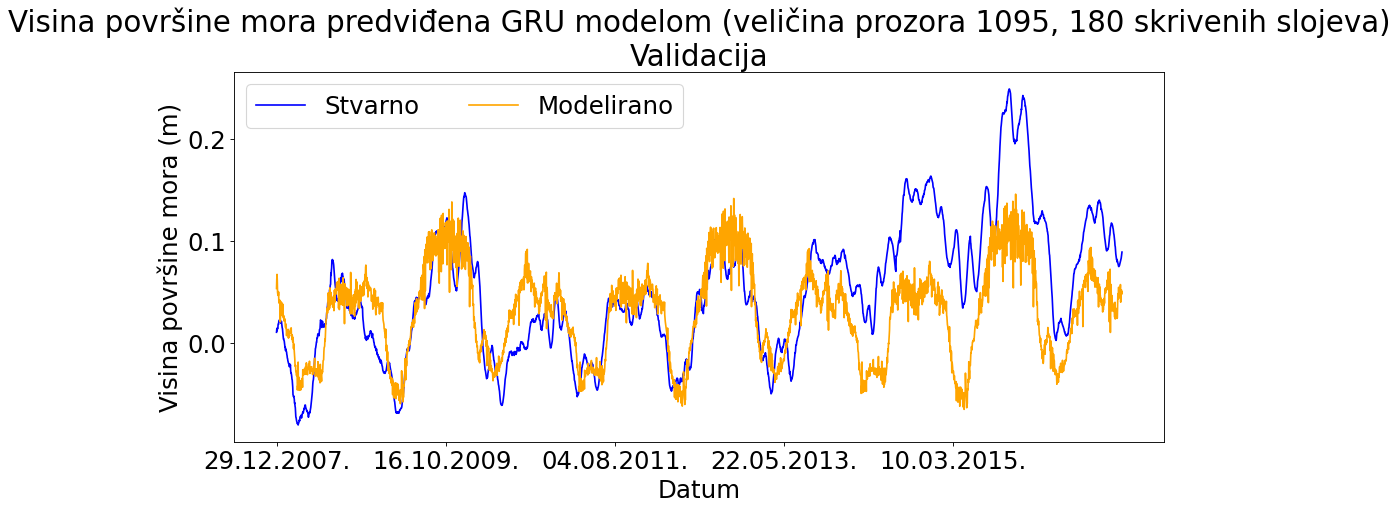 Visina površine mora predviđena GRU modelom (veličina prozora 1095, 180 skrivenih slojeva)
Validacija
Stvarno
Modelirano
Visina površine mora (m)
0.2
0.1
0.0
29.12.2007.
16.10.2009.
04.08.2011.
22.05.2013.
10.03.2015.
Datum